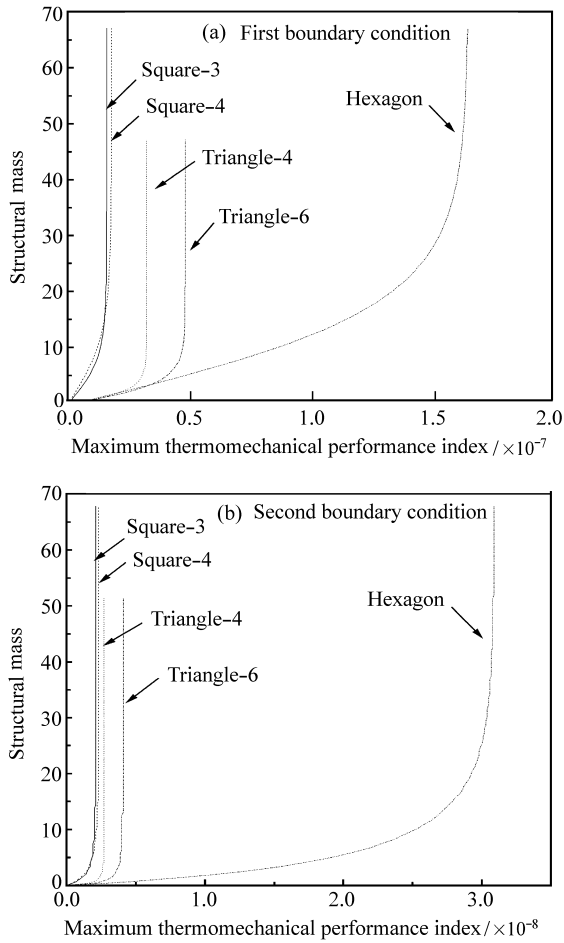 70
(a) First boundary condition
60
Square-3
Square-4
Hexagon
50
Triangle-4
40
Structural mass
Triangle-6
30
20
10
0
0.0 0.5 1.0 1.5 2.0
Maximum thermomechanical performance index /×10⁻⁷
70
(b) Second boundary condition
Square-3
60
Square-4
50
Hexagon
Triangle-4
40
Structural mass
Triangle-6
30
20
10
0
0.0 1.0 2.0 3.0
Maximum thermomechanical performance index /×10⁻⁸